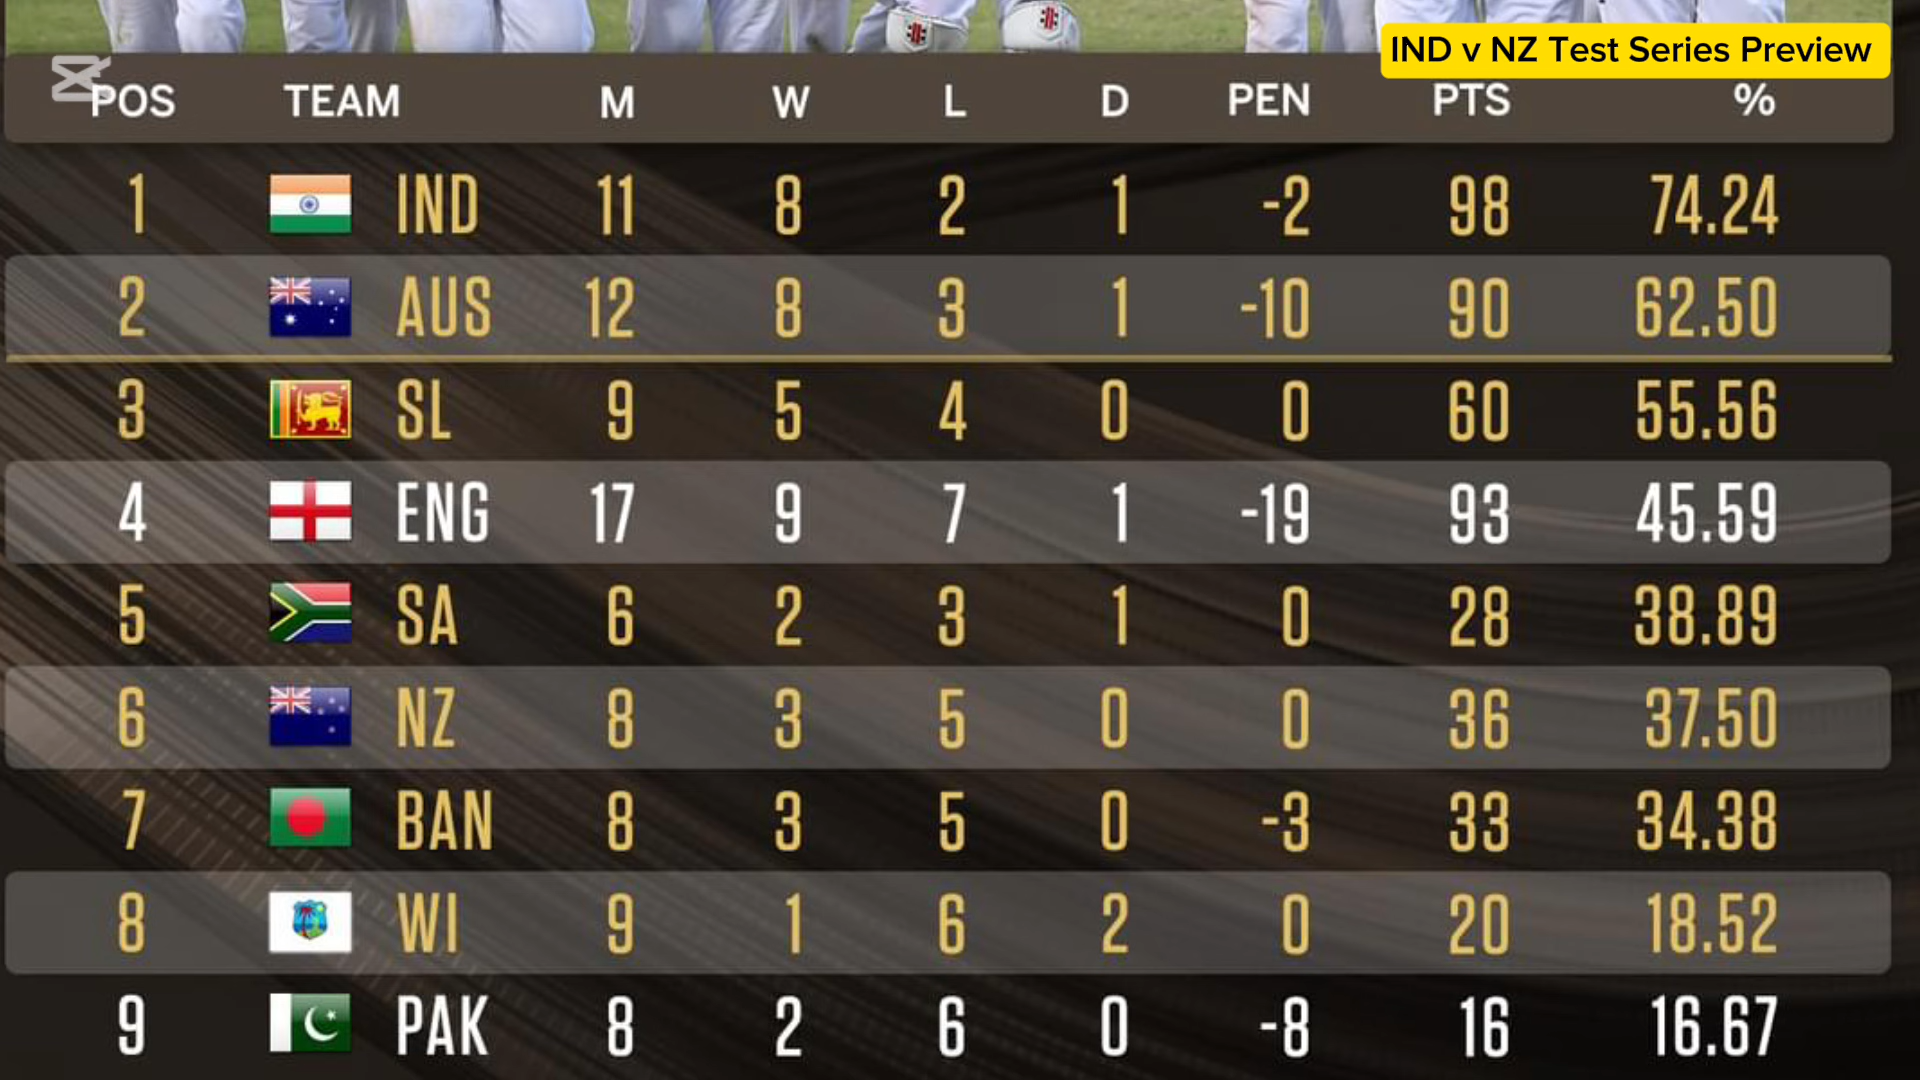 IND v NZ Test Series Preview
POS TEAM M W L D PEN PTS %
1 IND 11 8 2 1 -2 98 74.24
2 AUS 12 8 3 1 -10 90 62.50
3 SL 9 5 4 0 0 60 55.56
4 ENG 17 9 7 1 -19 93 45.59
5 SA 6 2 3 1 0 28 38.89
6 NZ 8 3 5 0 0 36 37.50
7 BAN 8 3 5 0 -3 33 34.38
8 WI 9 1 6 2 0 20 18.52
9 PAK 8 2 6 0 -8 16 16.67